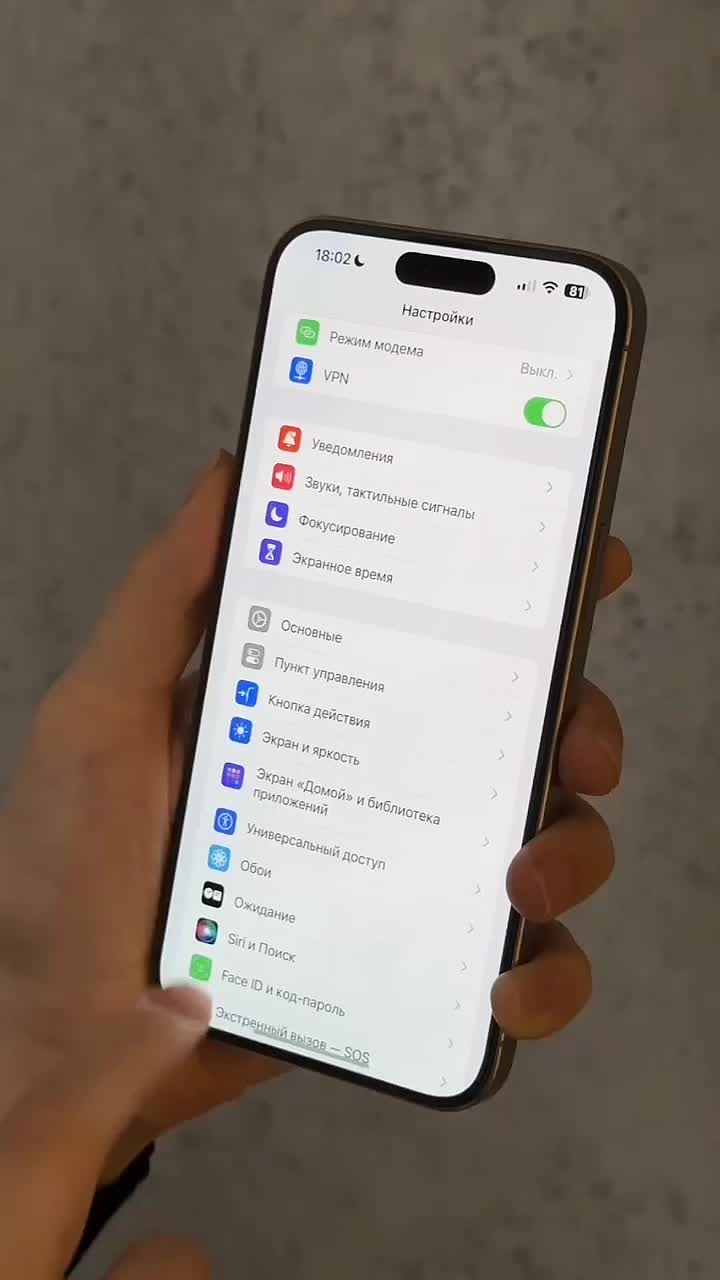 18:02
81
Настройки
Режим модема
Выкл.
VPN
Уведомления
Звуки, тактильные сигналы
Фокусирование
Экранное время
Основные
Пункт управления
Кнопка действия
Экран и яркость
Экран «Домой» и библиотека
приложений
Универсальный доступ
Обои
Ожидание
Siri и Поиск
Face ID и код-пароль
Экстренный вызов — SOS